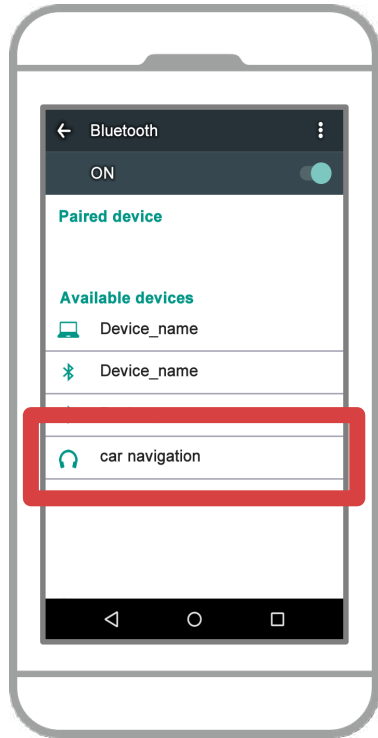 Bluetooth
ON
Paired device
Available devices
Device_name
Device_name
car navigation